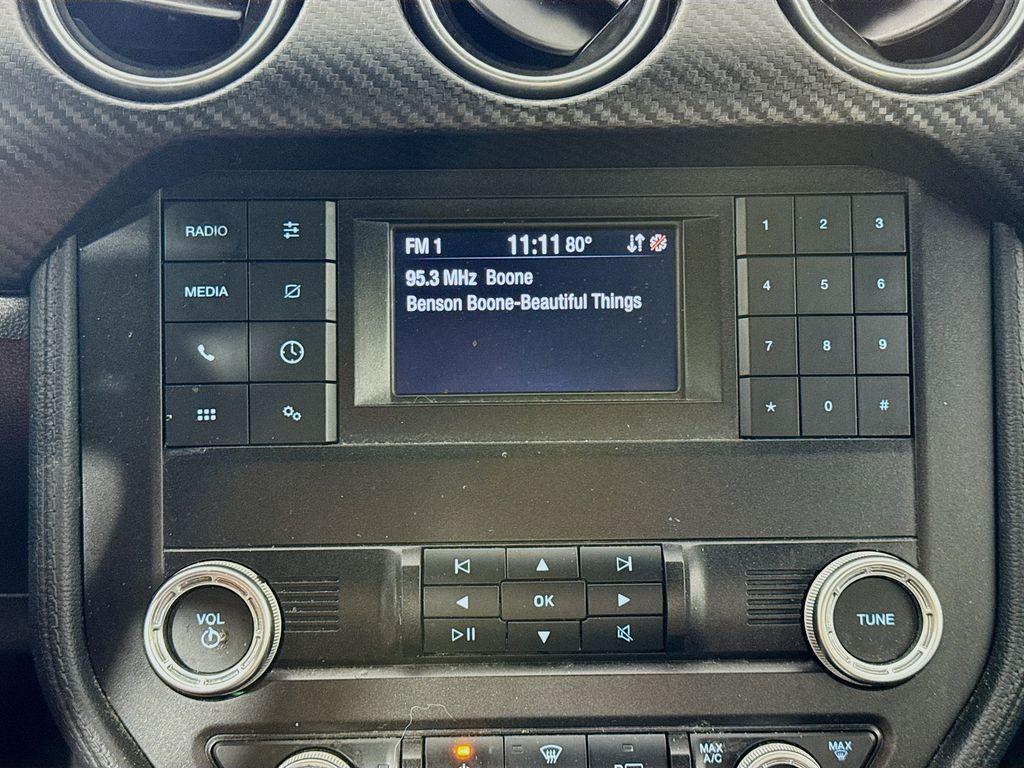 RADIO
MEDIA
FM 1 11:11 80°
95.3 MHz Boone
Benson Boone-Beautiful Things
1 2 3
4 5 6
7 8 9
* 0 #
VOL
OK
TUNE
MAX
A/C
MAX